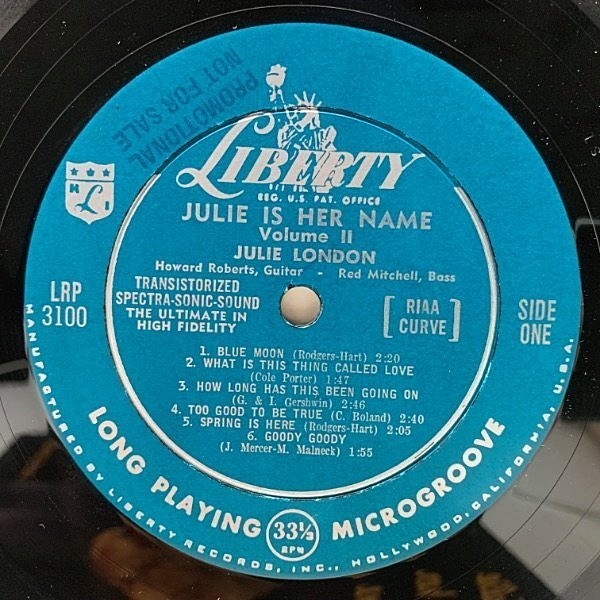 PROMOTIONAL
NOT FOR SALE
LIBERTY
REG. U.S. PAT. OFFICE
JULIE IS HER NAME
Volume II
JULIE LONDON
Howard Roberts, Guitar - Red Mitchell, Bass
LRP
3100
TRANSISTORIZED
SPECTRA-SONIC-SOUND
THE ULTIMATE IN
HIGH FIDELITY
[ RIAA
CURVE ]
SIDE
ONE
1. BLUE MOON (Rodgers-Hart) 2:20
2. WHAT IS THIS THING CALLED LOVE
(Cole Porter) 1:47
3. HOW LONG HAS THIS BEEN GOING ON
(G. & I. Gershwin) 2:46
4. TOO GOOD TO BE TRUE (C. Boland) 2:40
5. SPRING IS HERE (Rodgers-Hart) 2:05
6. GOODY GOODY
(J. Mercer-M. Malneck) 1:55
LONG PLAYING 33⅓ RPM MICROGROOVE
MANUFACTURED BY LIBERTY RECORDS, INC., HOLLYWOOD, CALIFORNIA, U.S.A.